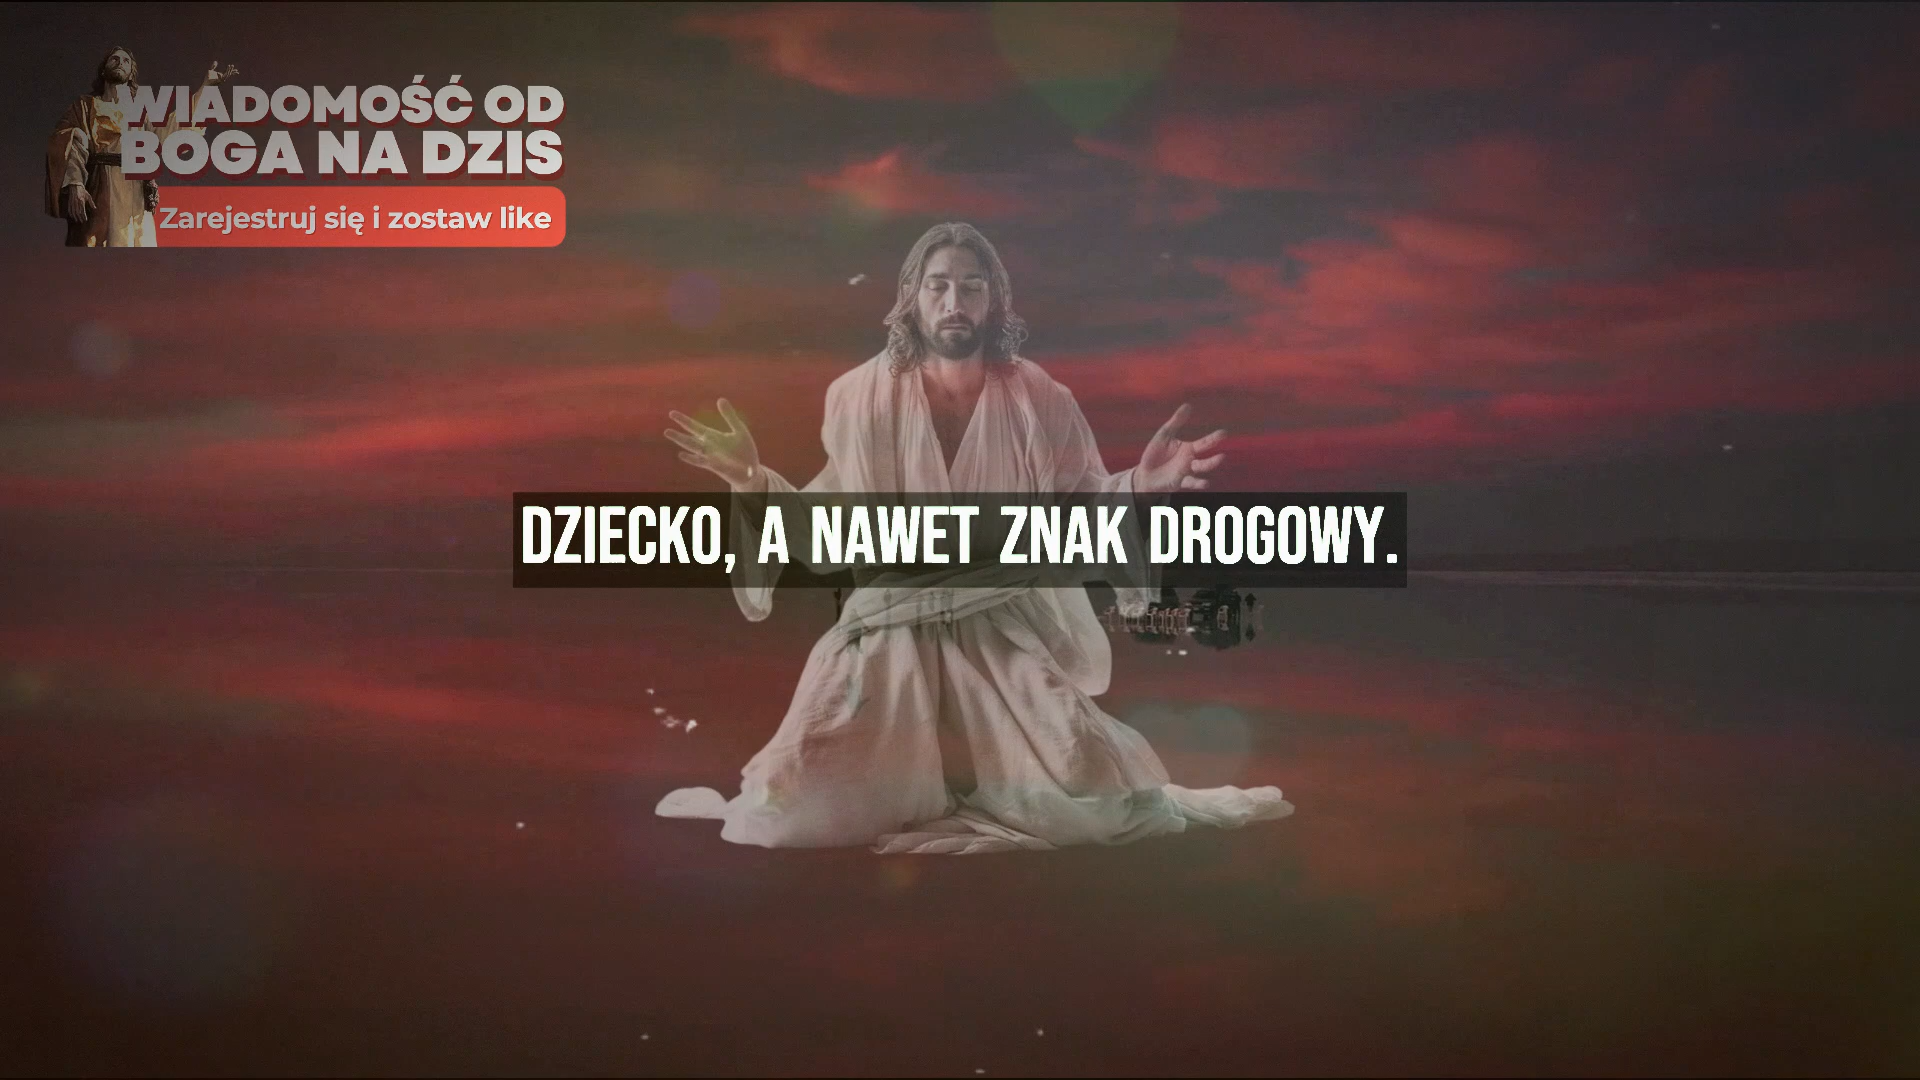 WIADOMOŚĆ OD
BOGA NA DZIS
Zarejestruj się i zostaw like
DZIECKO, A NAWET ZNAK DROGOWY.